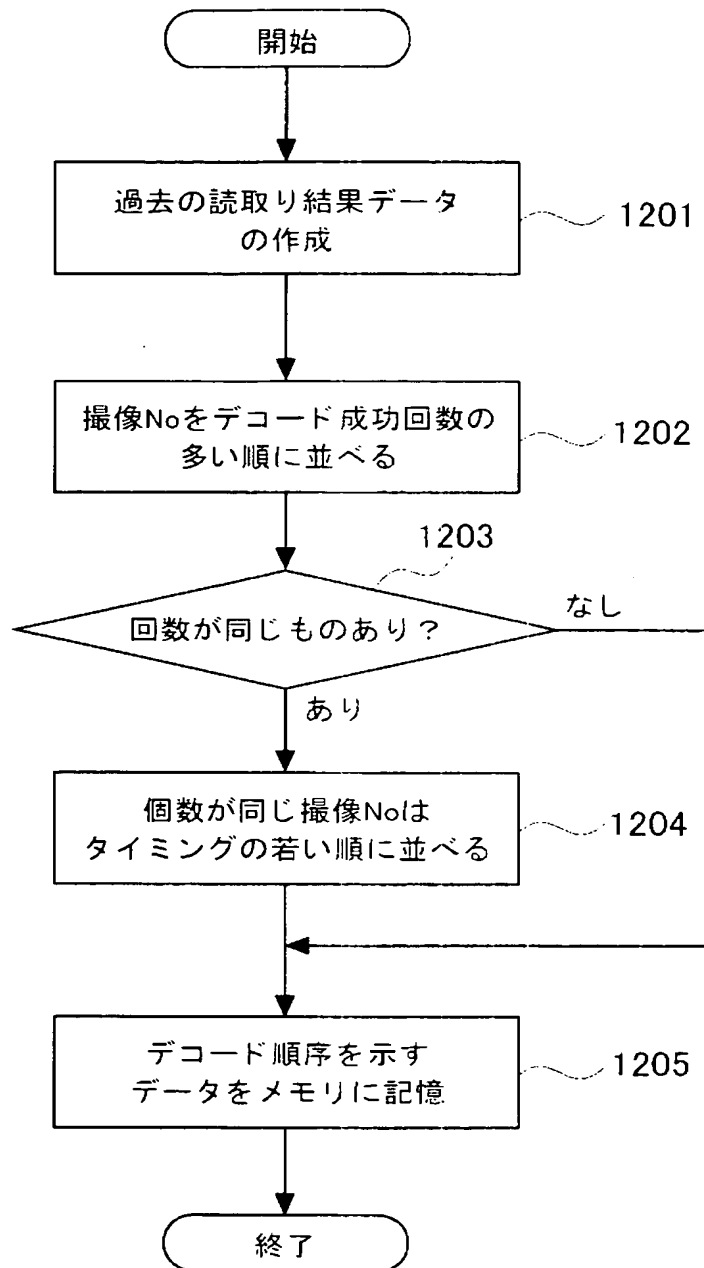 開始
過去の読取り結果データ
の作成
1201
撮像Noをデコード成功回数の
多い順に並べる
1202
1203
回数が同じものあり？
なし
あり
個数が同じ撮像Noは
タイミングの若い順に並べる
1204
デコード順序を示す
データをメモリに記憶
1205
終了